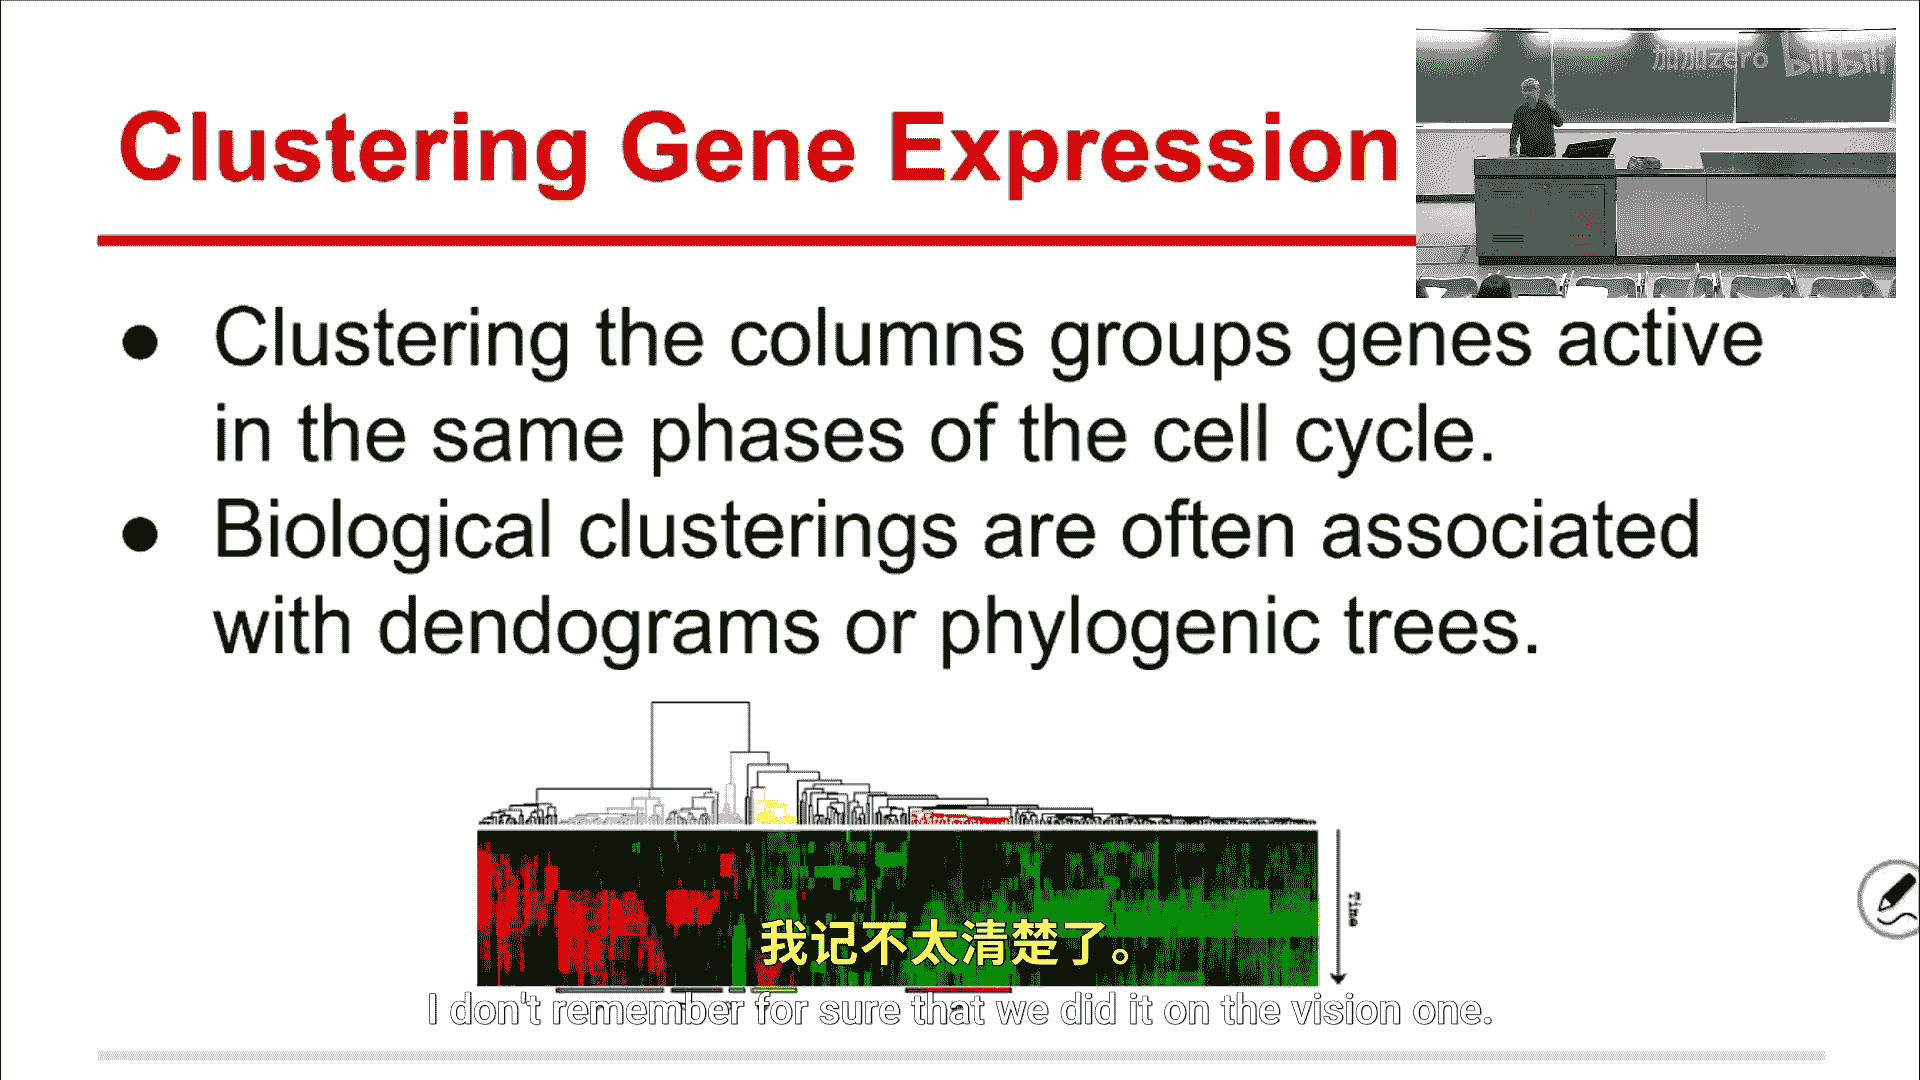 加加zero bilibili
Clustering Gene Expression
● Clustering the columns groups genes active
in the same phases of the cell cycle.
● Biological clusterings are often associated
with dendograms or phylogenic trees.
Time
我记不太清楚了。
I don't remember for sure that we did it on the vision one.